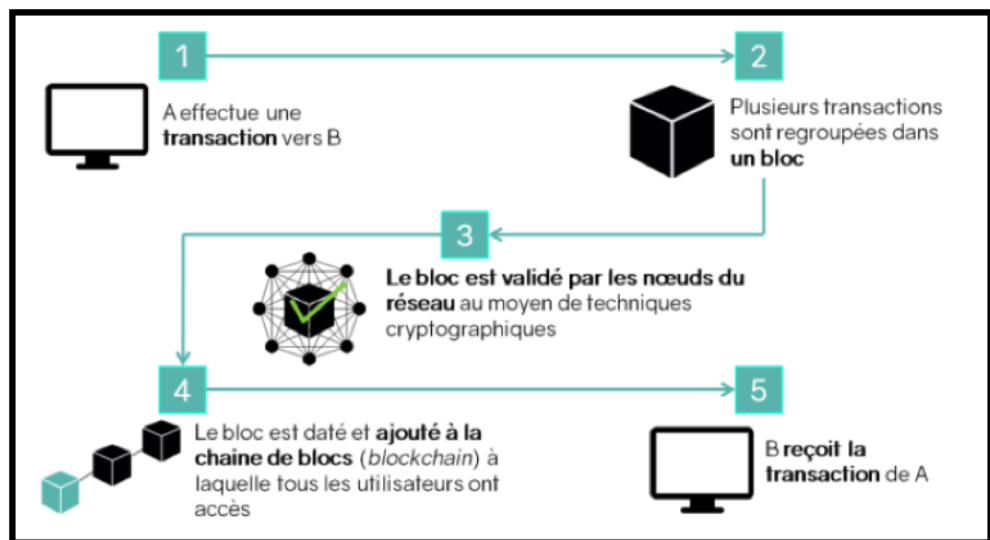 1
A effectue une
transaction vers B
2
Plusieurs transactions
sont regroupées dans
un bloc
3
Le bloc est validé par les nœuds du
réseau au moyen de techniques
cryptographiques
4
Le bloc est daté et ajouté à la
chaine de blocs (blockchain) à
laquelle tous les utilisateurs ont
accès
5
B reçoit la
transaction de A